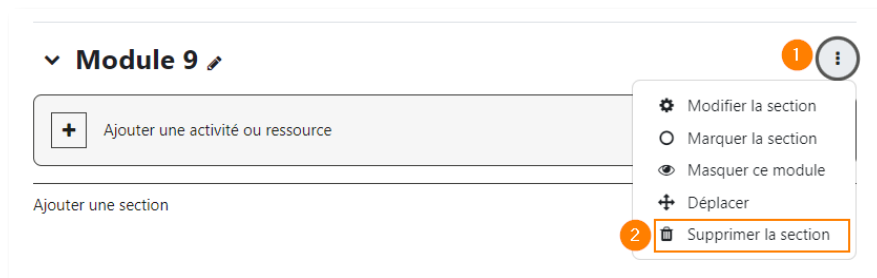 Module 9
1
Modifier la section
Ajouter une activité ou ressource
Marquer la section
Masquer ce module
Déplacer
Ajouter une section
2
Supprimer la section